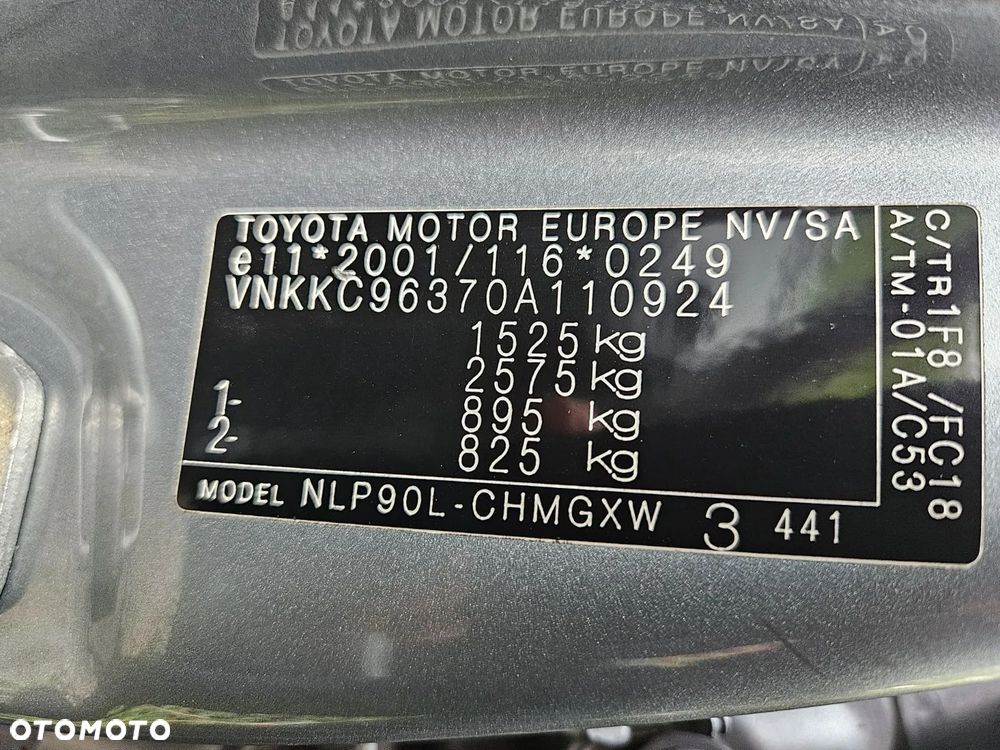 TOYOTA MOTOR EUROPE NV/SA
e11*2001/116*0249
VNKKC96370A110924
1525 kg
2575 kg
1- 895 kg
2- 825 kg
MODEL NLP90L-CHMGXW 3 441
C/TR1F8 /FC18
A/TM-01A/C53
OTOMOTO